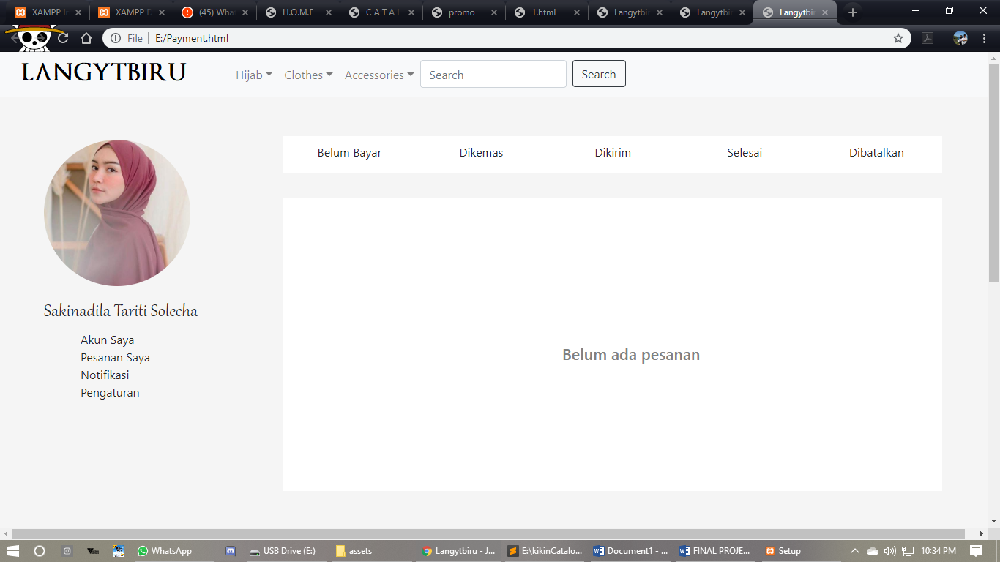 XAMPP In
XAMPP D
(45) Wha
H.O.M.E
C A T A L
promo
1.html
Langytbir
Langytbir
Langytbir
File
E:/Payment.html
LANGYTBIRU
Hijab
Clothes
Accessories
Search
Search
Belum Bayar
Dikemas
Dikirim
Selesai
Dibatalkan
Sakinadila Tariti Solecha
Akun Saya
Pesanan Saya
Notifikasi
Pengaturan
Belum ada pesanan
WhatsApp
USB Drive (E:)
assets
Langytbiru - J...
E:\kikinCatalo...
Document1 - ...
FINAL PROJE...
Setup
10:34 PM